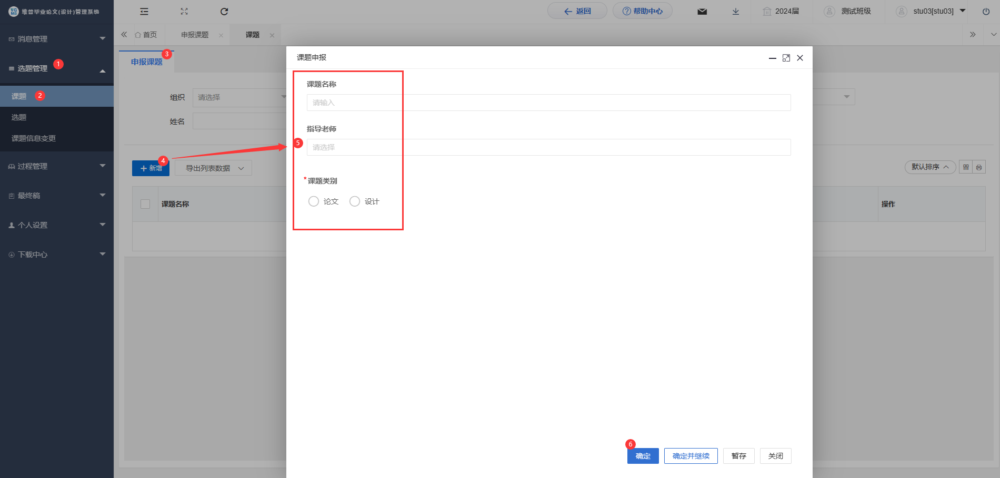 维普毕业论文(设计)管理系统
返回
帮助中心
2024届
测试班级
stu03[stu03]
首页
申报课题
课题
消息管理
选题管理
1
课题
2
选题
课题信息变更
过程管理
最终稿
个人设置
下载中心
申报课题
3
组织
请选择
姓名
新增
4
导出列表数据
默认排序
课题名称
操作
课题申报
课题名称
请输入
指导老师
5
请选择
*课题类别
论文
设计
6
确定
确定并继续
暂存
关闭